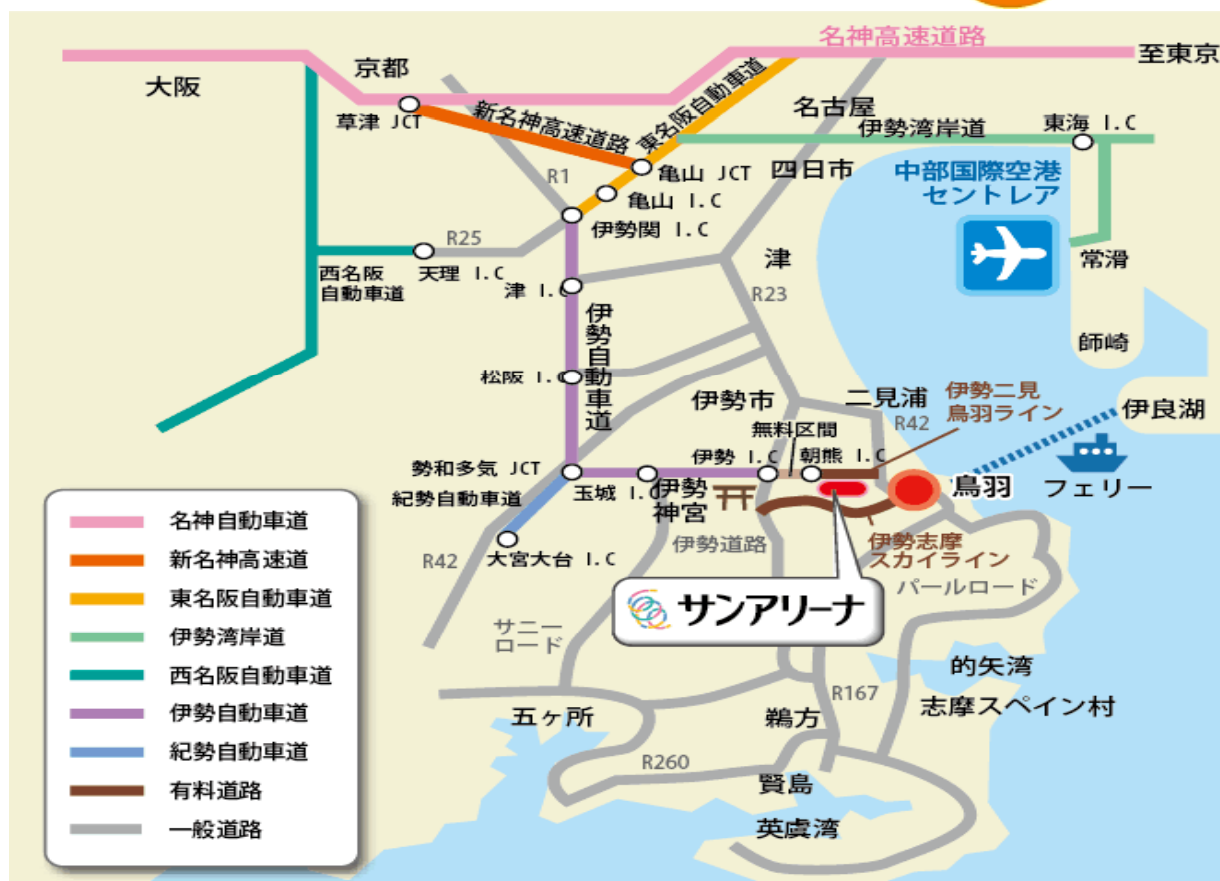 名神高速道路
至東京
大阪
京都
草津 JCT
新名神高速道路
東名阪自動車道
名古屋
伊勢湾岸道
東海 I.C
R1
亀山 JCT
四日市
中部国際空港
セントレア
亀山 I.C
伊勢関 I.C
R25
西名阪
自動車道
天理 I.C
津 I.C
津
R23
常滑
師崎
伊勢自動車道
松阪 I.C
伊勢市
二見浦
伊勢二見
鳥羽ライン
R42
伊良湖
無料区間
勢和多気 JCT
伊勢 I.C
朝熊 I.C
紀勢自動車道
玉城 I.C
伊勢
神宮
鳥羽
フェリー
R42
大宮大台 I.C
伊勢道路
伊勢志摩
スカイライン
パールロード
サンアリーナ
サニー
ロード
的矢湾
志摩スペイン村
R167
五ヶ所
鵜方
R260
賢島
英虞湾
名神自動車道
新名神高速道
東名阪自動車道
伊勢湾岸道
西名阪自動車道
伊勢自動車道
紀勢自動車道
有料道路
一般道路